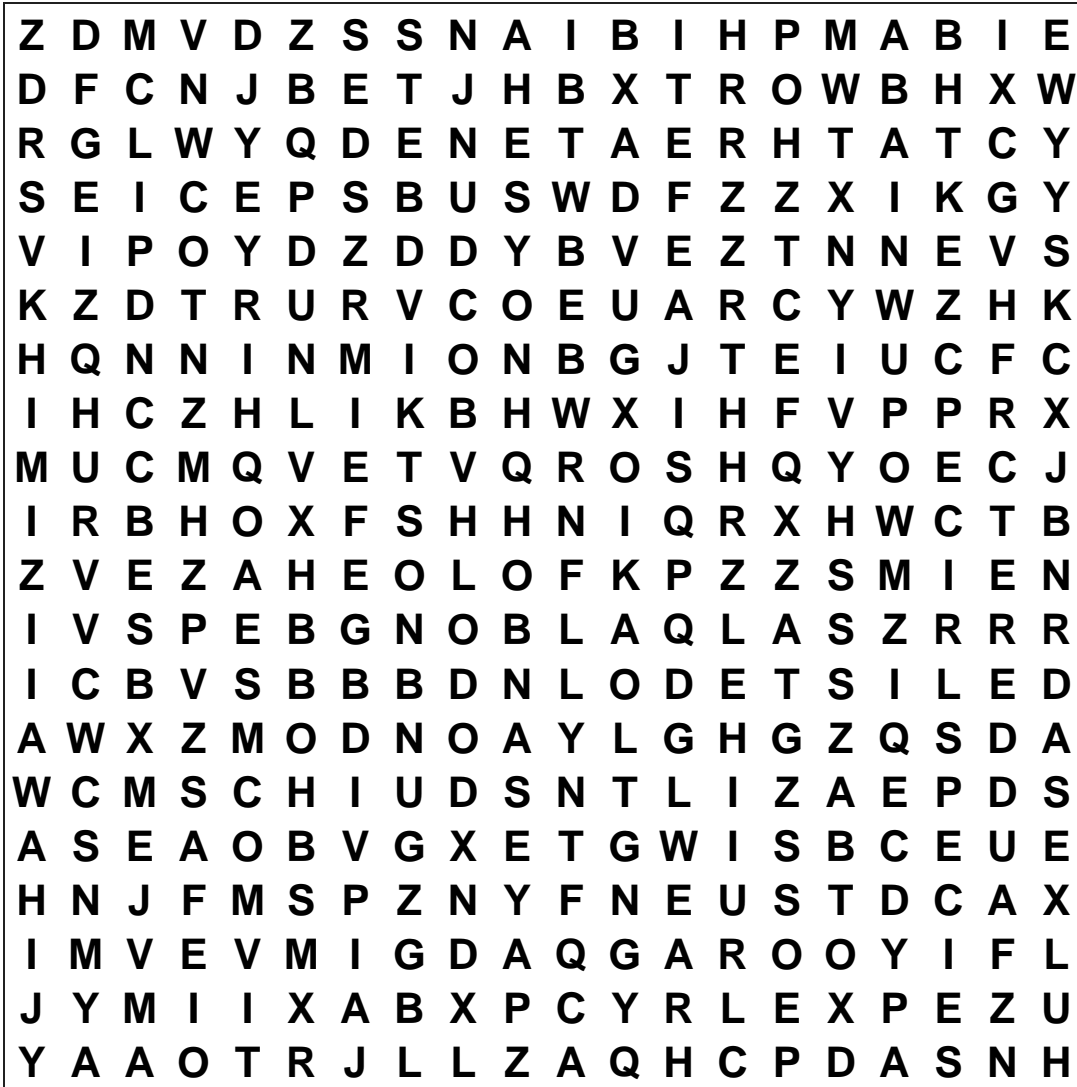 Z D M V D Z S S N A I B I H P M A B I E
D F C N J B E T J H B X T R O W B H X W
R G L W Y Q D E N E T A E R H T A T C Y
S E I C E P S B U S W D F Z Z X I K G Y
V I P O Y D Z D D Y B V E Z T N N E V S
K Z D T R U R V C O E U A R C Y W Z H K
H Q N N I N M I O N B G J T E I U C F C
I H C Z H L I K B H W X I H F V P P R X
M U C M Q V E T V Q R O S H Q Y O E C J
I R B H O X F S H H N I Q R X H W C T B
Z V E Z A H E O L O F K P Z Z S M I E N
I V S P E B G N O B L A Q L A S Z R R R
I C B V S B B B D N L O D E T S I L E D
A W X Z M O D N O A Y L G H G Z Q S D A
W C M S C H I U D S N T L I Z A E P D S
A S E A O B V G X E T G W I S B C E U E
H N J F M S P Z N Y F N E U S T D C A X
I M V E V M I G D A Q G A R O O Y I F L
J Y M I I X A B X P C Y R L E X P E Z U
Y A A O T R J L L Z A Q H C P D A S N H